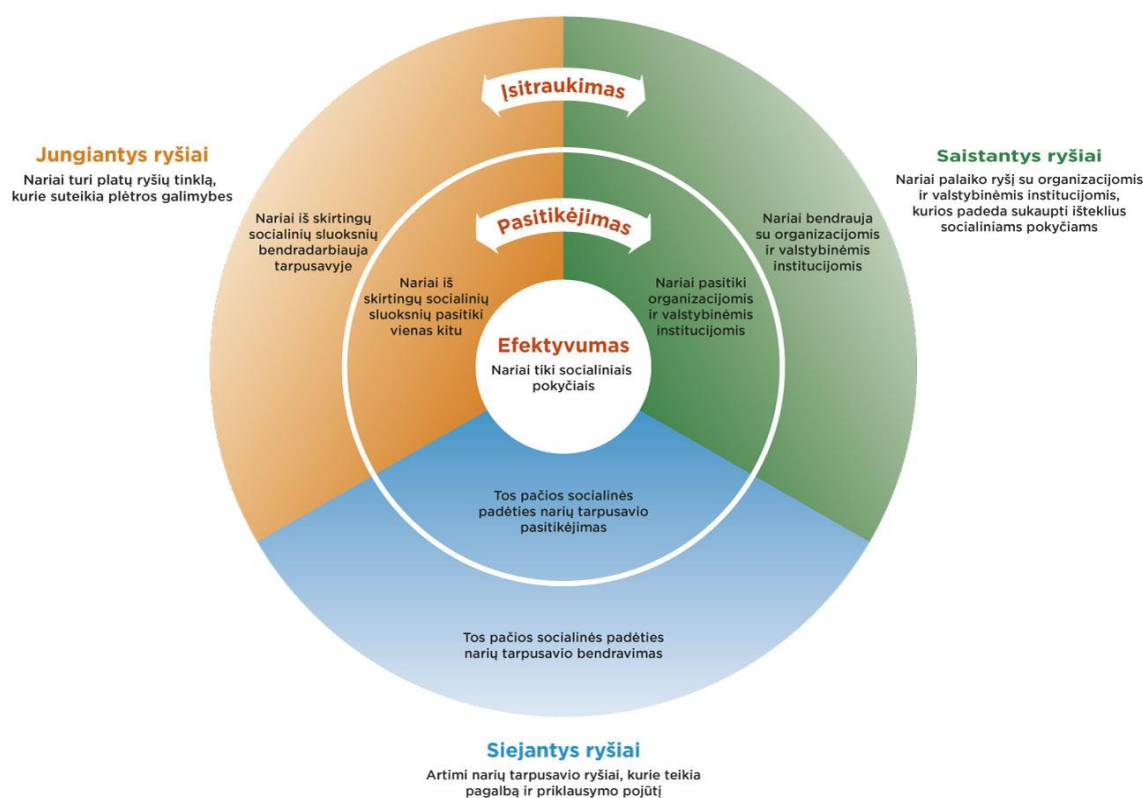 Įsitraukimas
Jungiantys ryšiai
Nariai turi platų ryšių tinklą,
kurie suteikia plėtros galimybes
Saistantys ryšiai
Nariai palaiko ryšį su organizacijomis
ir valstybinėmis institucijomis,
kurios padeda sukaupti išteklius
socialiniams pokyčiams
Nariai iš skirtingų
socialinių sluoksnių
bendradarbiauja
tarpusavyje
Pasitikėjimas
Nariai bendrauja
su organizacijomis
ir valstybinėmis
institucijomis
Nariai iš
skirtingų socialinių
sluoksnių pasitiki
vienas kitu
Nariai pasitiki
organizacijomis
ir valstybinėmis
institucijomis
Efektyvumas
Nariai tiki socialiniais
pokyčiais
Tos pačios socialinės
padėties narių tarpusavio
pasitikėjimas
Tos pačios socialinės padėties
narių tarpusavio bendravimas
Siejantys ryšiai
Artimi narių tarpusavio ryšiai, kurie teikia
pagalbą ir priklausymo pojūtį